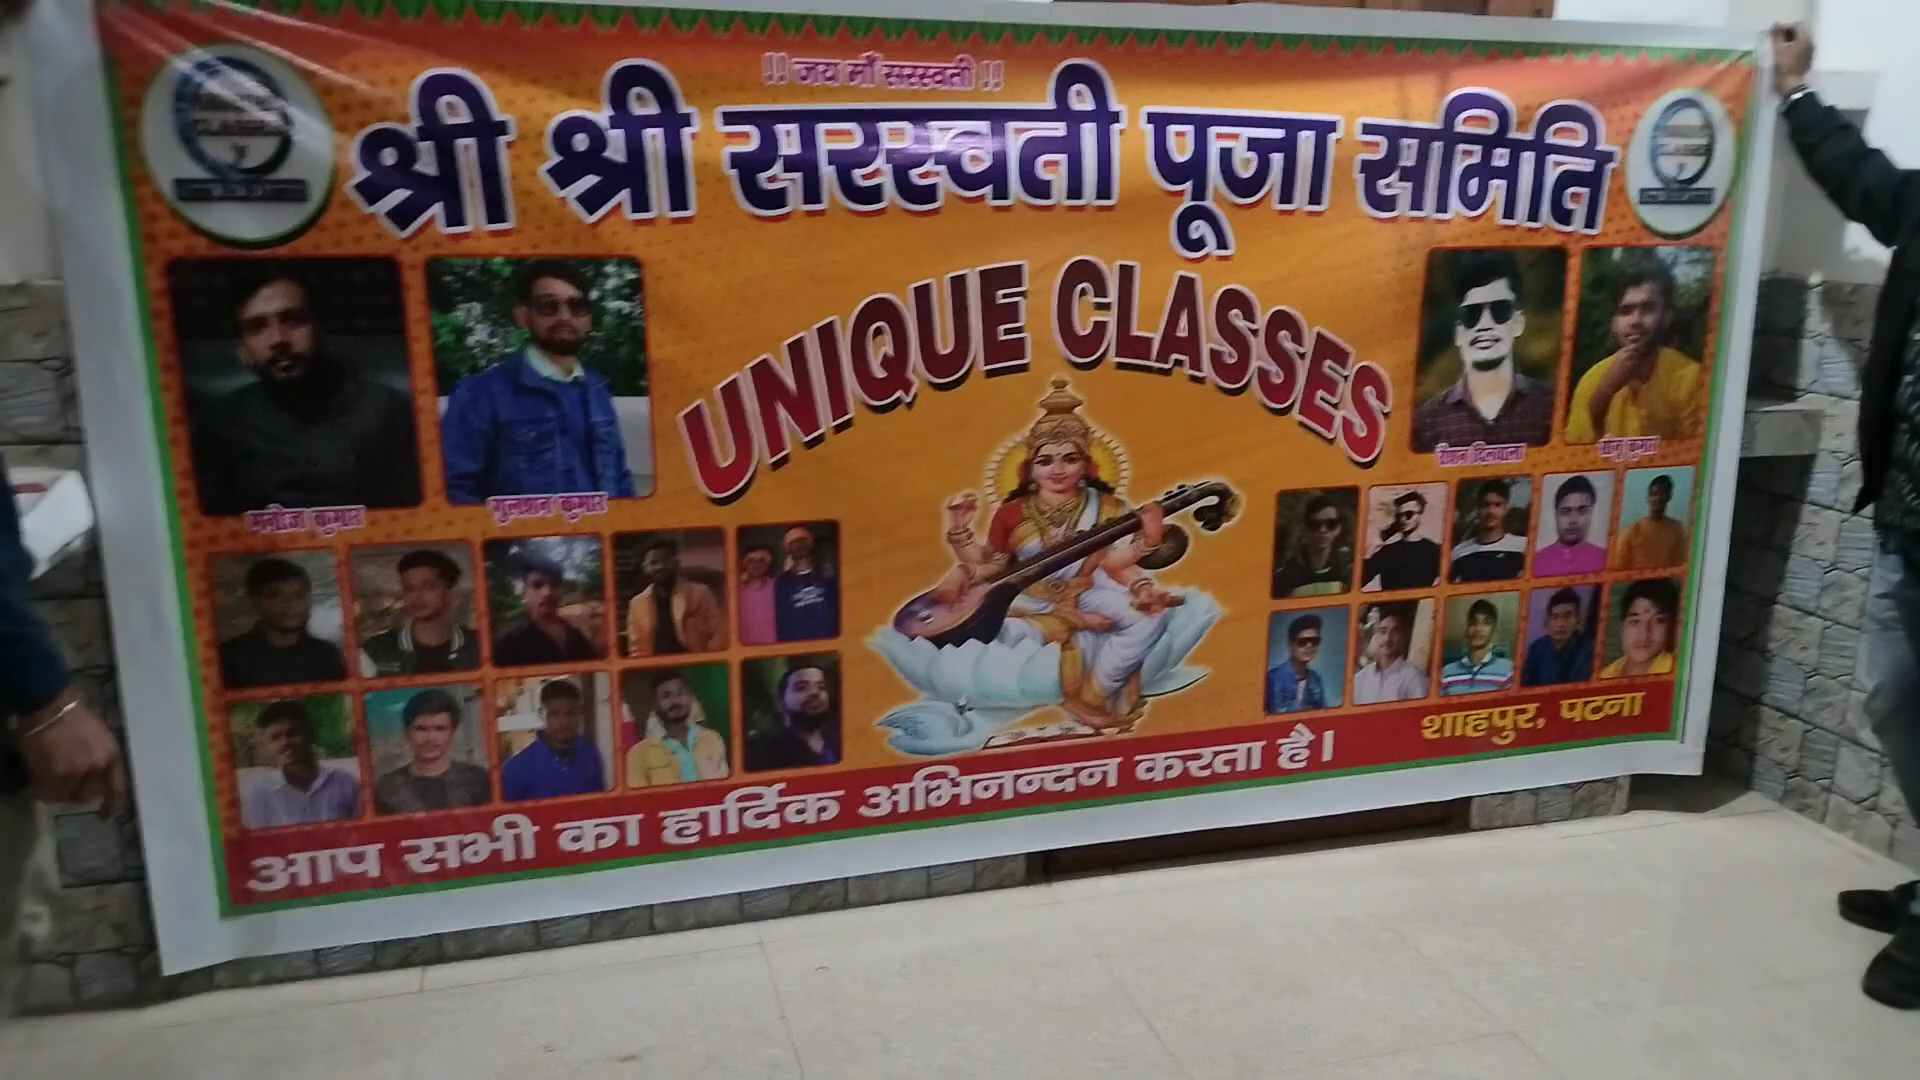 !! जय माँ सरस्वती !!
श्री श्री सरस्वती पूजा समिति
UNIQUE CLASSES
मनोज कुमार
गुलशन कुमार
कुमार
आप सभी का हार्दिक अभिनन्दन करता है।
शाहपुर, पटना